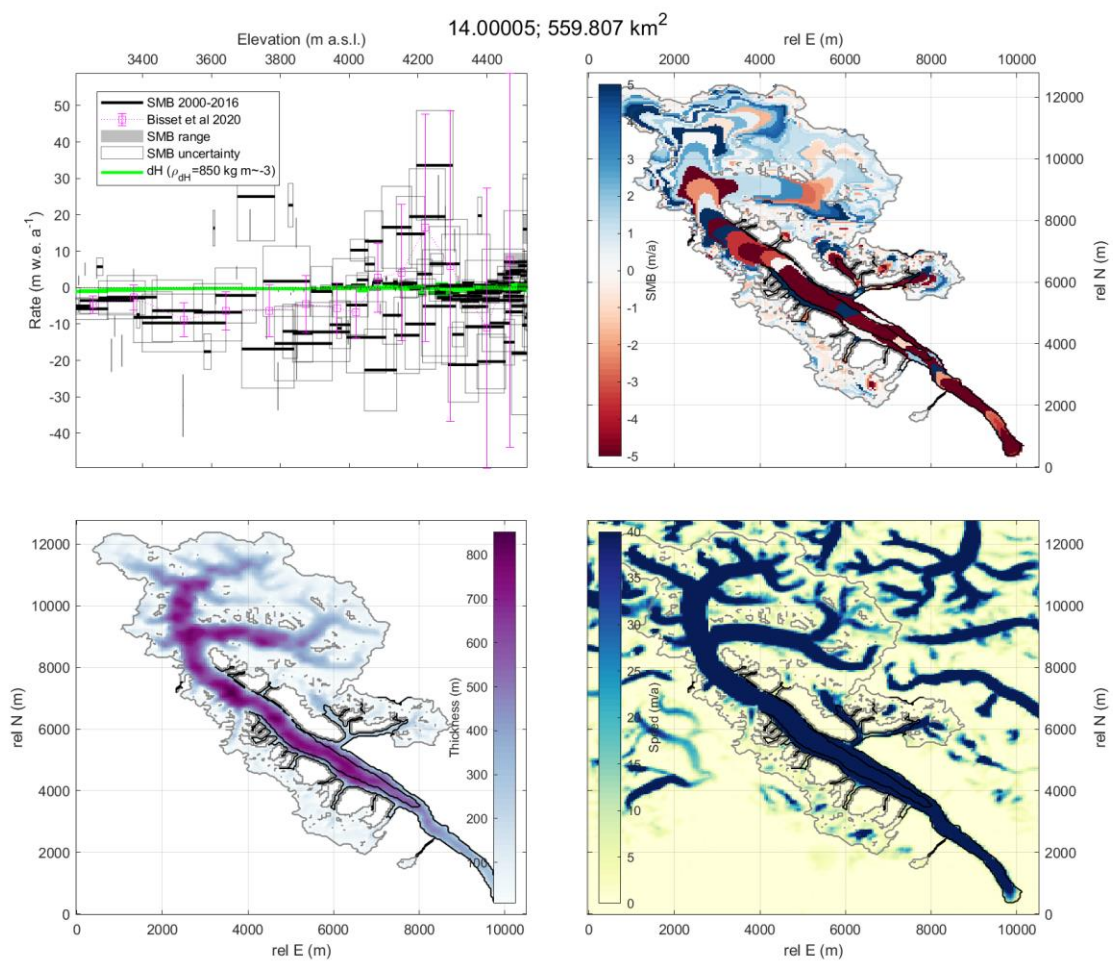 14.00005; 559.807 km2
Elevation (m a.s.l.)
3400 3600 3800 4000 4200 4400
50
40
30
20
10
0
-10
-20
-30
-40
Rate (m w.e. a-1)
SMB 2000-2016
Bisset et al 2020
SMB range
SMB uncertainty
dH (ρdH=850 kg m~-3)
rel E (m)
0 2000 4000 6000 8000 10000
12000
10000
8000
6000
4000
2000
0
rel N (m)
5
4
3
2
1
0
-1
-2
-3
-4
-5
SMB (m/a)
12000
10000
8000
6000
4000
2000
0
rel N (m)
800
700
600
500
400
300
200
100
Thickness (m)
0 2000 4000 6000 8000 10000
rel E (m)
40
35
30
25
20
15
10
5
0
Speed (m/a)
12000
10000
8000
6000
4000
2000
0
rel N (m)
0 2000 4000 6000 8000 10000
rel E (m)